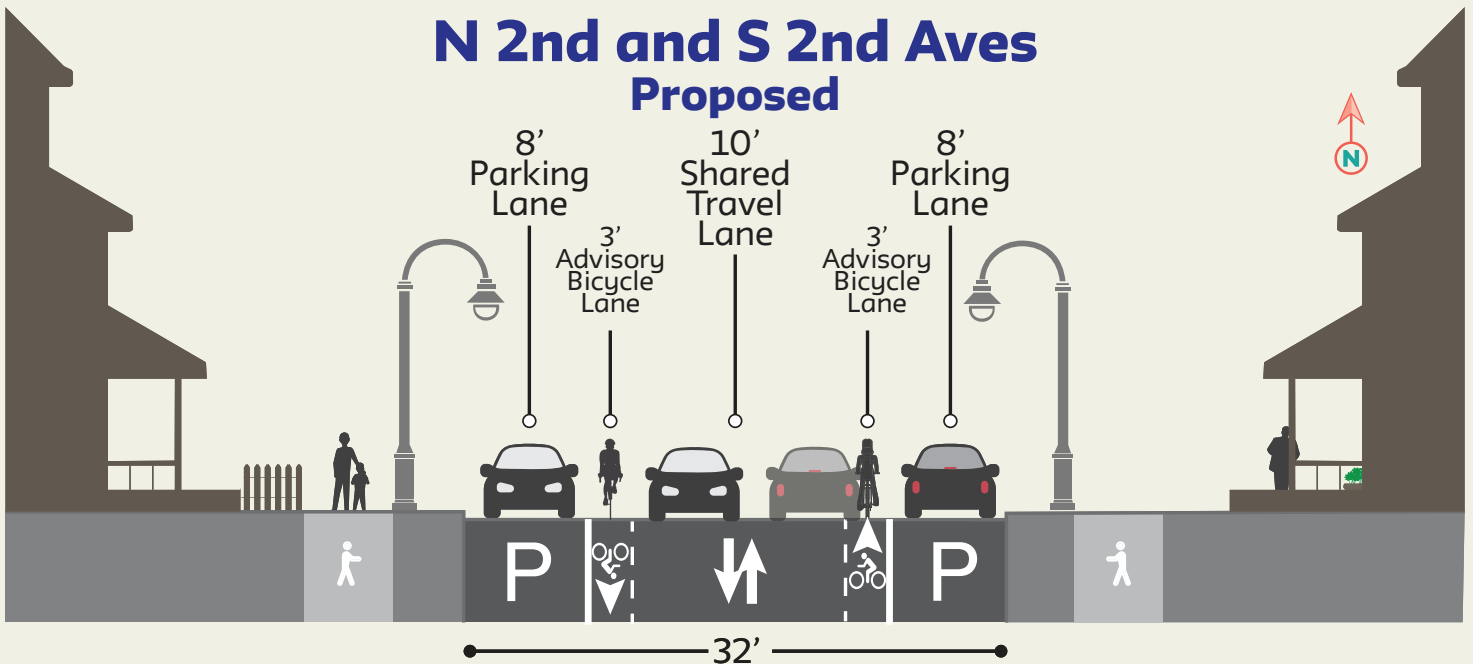 N 2nd and S 2nd Aves
Proposed
8’
Parking
Lane
3’
Advisory
Bicycle
Lane
10’
Shared
Travel
Lane
3’
Advisory
Bicycle
Lane
8’
Parking
Lane
N
P
P
32’